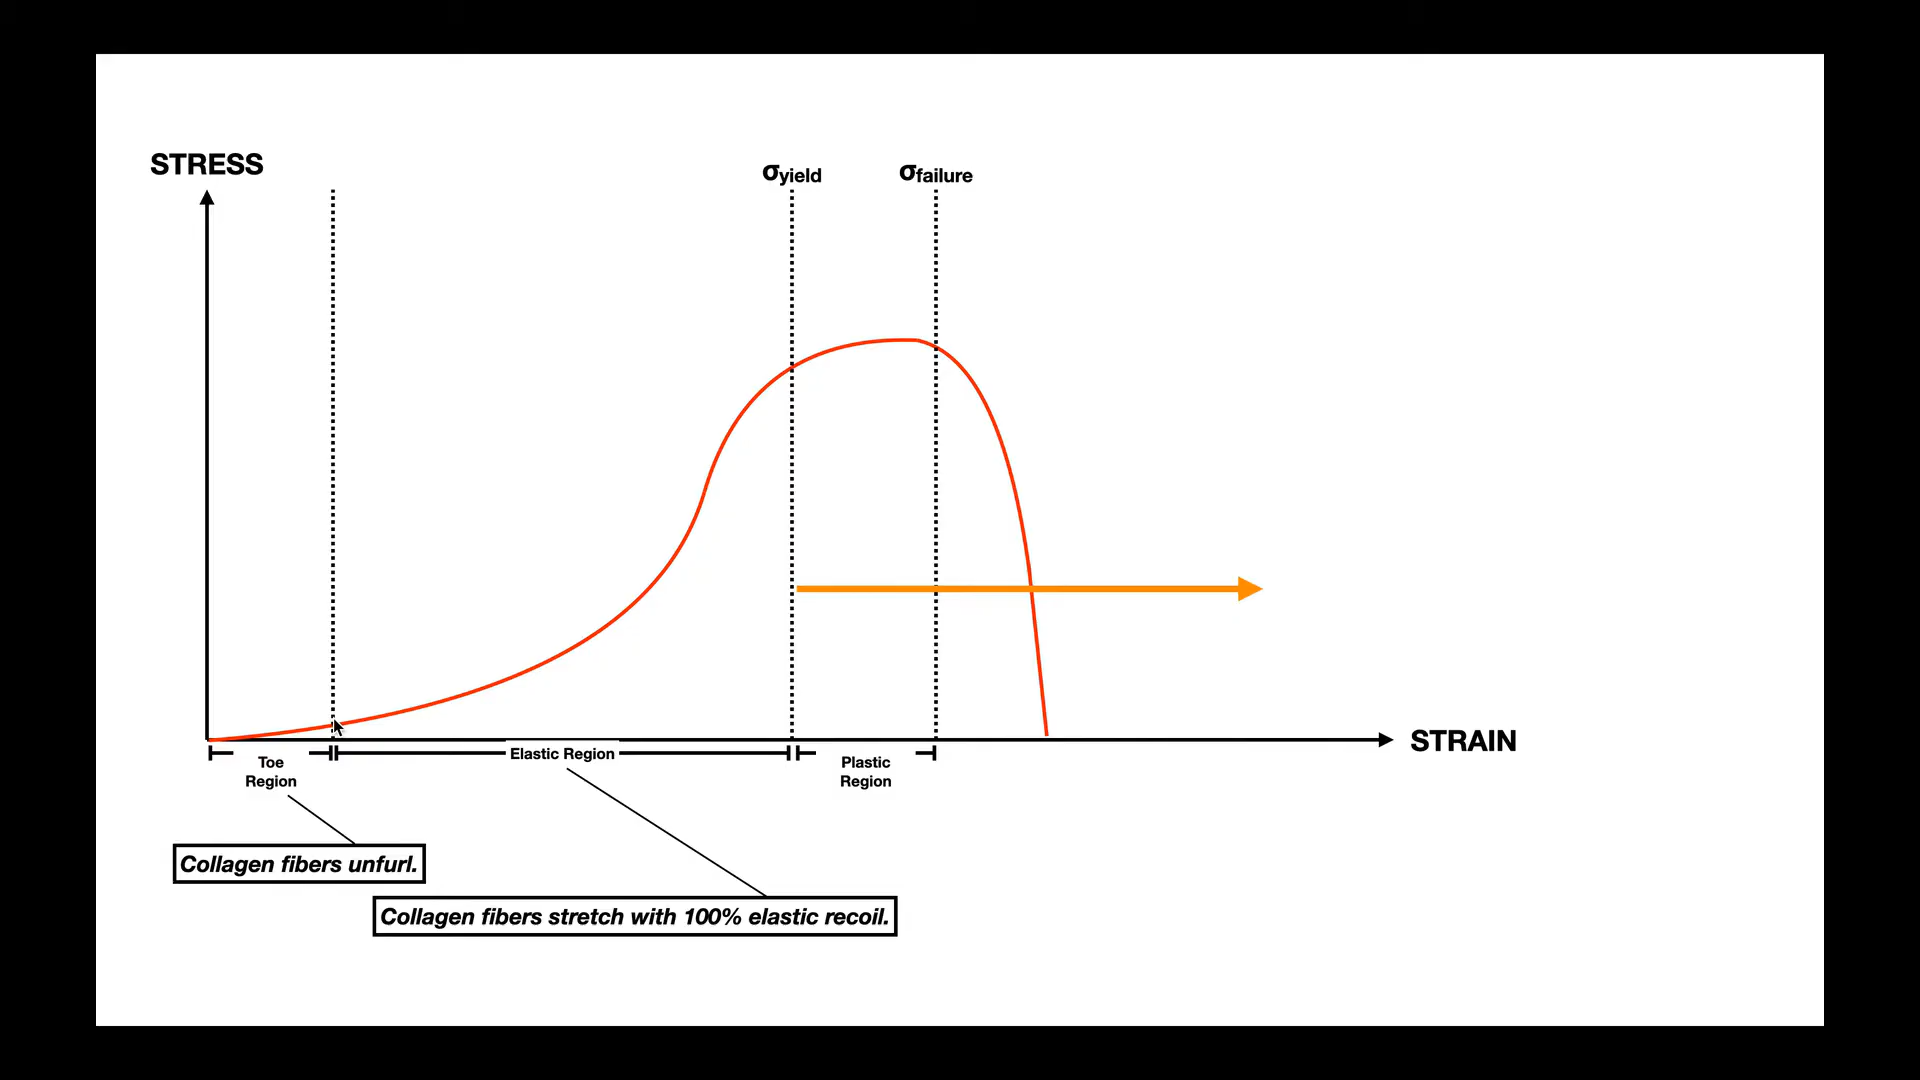 STRESS
σyield
σfailure
STRAIN
Toe
Region
Elastic Region
Plastic
Region
Collagen fibers unfurl.
Collagen fibers stretch with 100% elastic recoil.